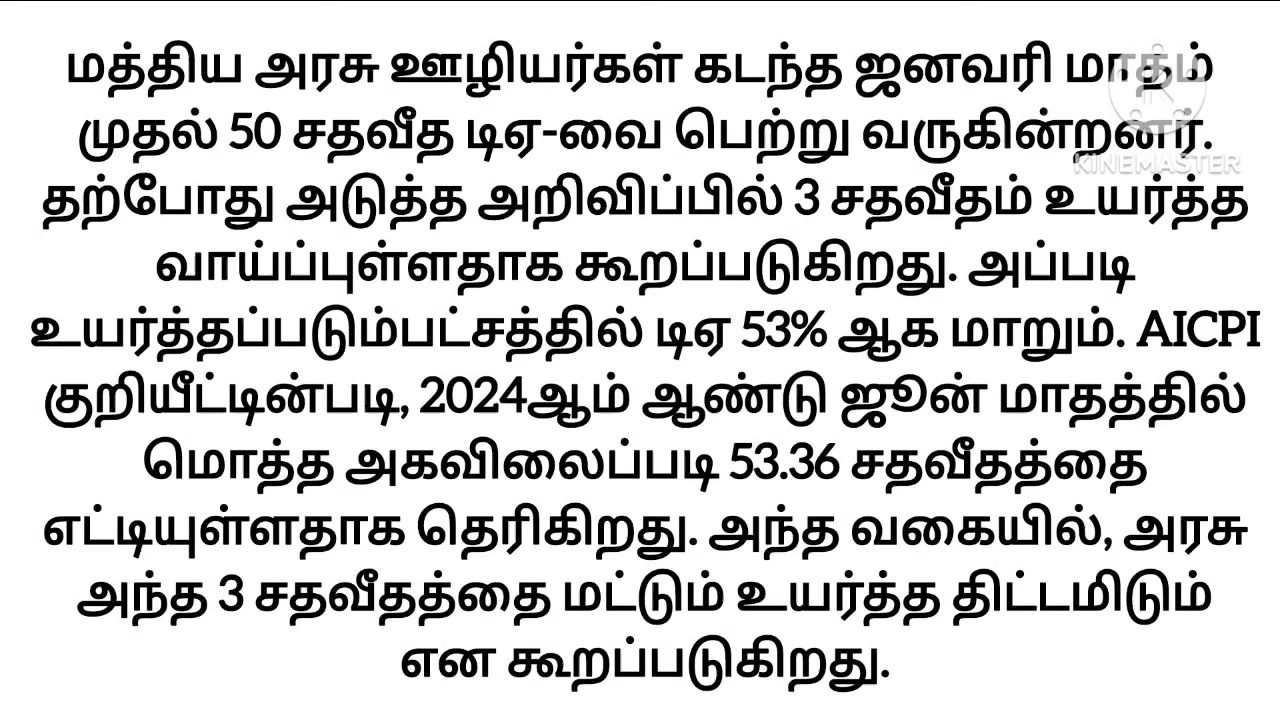 மத்திய அரசு ஊழியர்கள் கடந்த ஜனவரி மாதம்
முதல் 50 சதவீத டிஏ-வை பெற்று வருகின்றனர்.
KINEMASTER
தற்போது அடுத்த அறிவிப்பில் 3 சதவீதம் உயர்த்த
வாய்ப்புள்ளதாக கூறப்படுகிறது. அப்படி
உயர்த்தப்படும்பட்சத்தில் டிஏ 53% ஆக மாறும். AICPI
குறியீட்டின்படி, 2024ஆம் ஆண்டு ஜூன் மாதத்தில்
மொத்த அகவிலைப்படி 53.36 சதவீதத்தை
எட்டியுள்ளதாக தெரிகிறது. அந்த வகையில், அரசு
அந்த 3 சதவீதத்தை மட்டும் உயர்த்த திட்டமிடும்
என கூறப்படுகிறது.